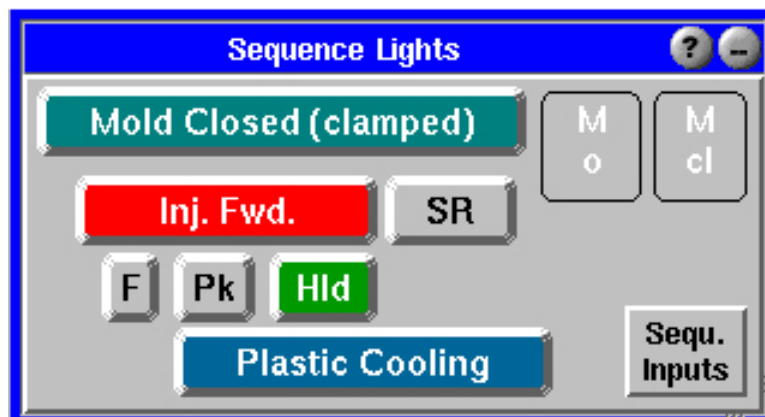 Sequence Lights ? –
Mold Closed (clamped)
M
o
M
cl
Inj. Fwd.
SR
F
Pk
Hld
Plastic Cooling
Sequ.
Inputs